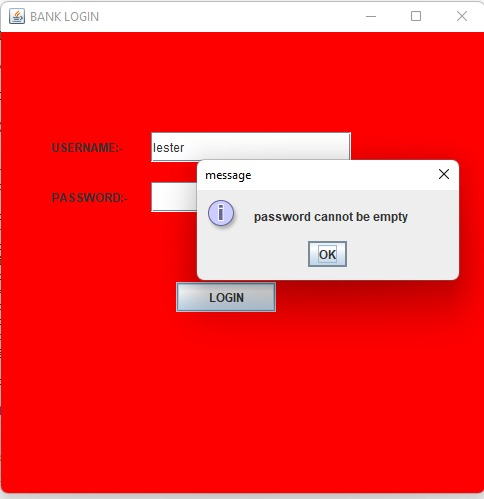 BANK LOGIN
USERNAME:-
lester
PASSWORD:-
message
password cannot be empty
OK
LOGIN